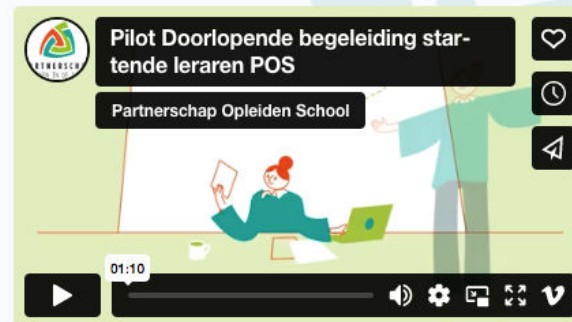 Pilot Doorlopende begeleiding star-
tende leraren POS
Partnerschap Opleiden School
01:10